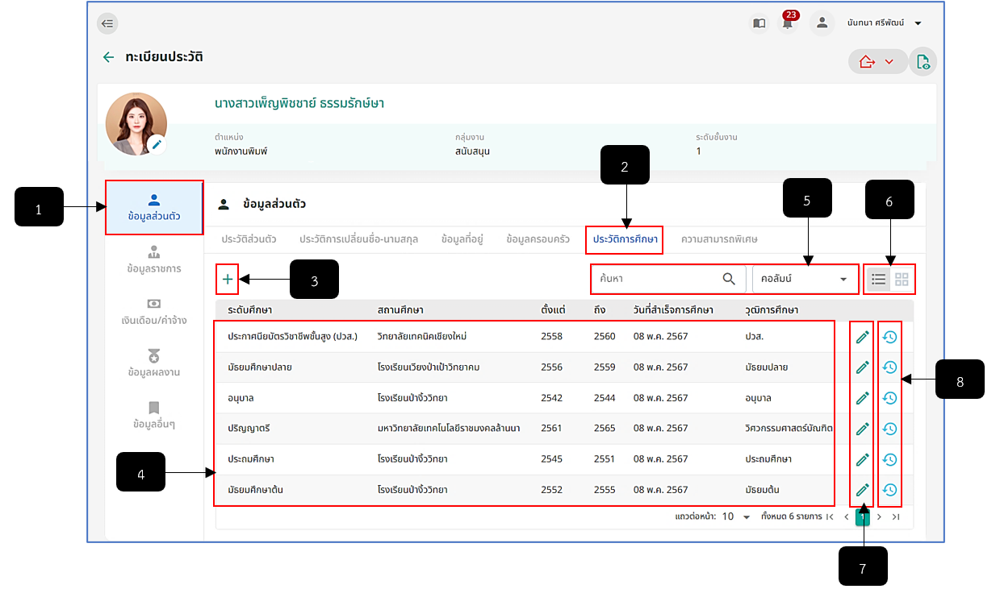 23
นันทนา ศรีพัฒน์
ทะเบียนประวัติ
นางสาวเพ็ญพิชชาย์ ธรรมรักษ์ษา
ตำแหน่ง กลุ่มงาน ระดับชั้นงาน
พนักงานพิมพ์ สนับสนุน 1
2
1
5
6
ข้อมูลส่วนตัว
ข้อมูลราชการ
เงินเดือน/ค่าจ้าง
ข้อมูลผลงาน
ข้อมูลอื่นๆ
ข้อมูลส่วนตัว
ประวัติส่วนตัว ประวัติการเปลี่ยนชื่อ-นามสกุล ข้อมูลที่อยู่ ข้อมูลครอบครัว ประวัติการศึกษา ความสามารถพิเศษ
3
ค้นหา คอลัมน์
ระดับศึกษา สถานศึกษา ตั้งแต่ ถึง วันที่สำเร็จการศึกษา วุฒิการศึกษา
ประกาศนียบัตรวิชาชีพชั้นสูง (ปวส.) วิทยาลัยเทคนิคเชียงใหม่ 2558 2560 08 พ.ค. 2567 ปวส.
มัธยมศึกษาปลาย โรงเรียนเวียงป่าเป้าวิทยาคม 2556 2559 08 พ.ค. 2567 มัธยมปลาย
อนุบาล โรงเรียนป่างิ้ววิทยา 2542 2544 08 พ.ค. 2567 อนุบาล
ปริญญาตรี มหาวิทยาลัยเทคโนโลยีราชมงคลล้านนา 2561 2565 08 พ.ค. 2567 วิศวกรรมศาสตร์บัณฑิต
ประถมศึกษา โรงเรียนป่างิ้ววิทยา 2545 2551 08 พ.ค. 2567 ประถมศึกษา
มัธยมศึกษาต้น โรงเรียนป่างิ้ววิทยา 2552 2555 08 พ.ค. 2567 มัธยมต้น
8
4
แถวต่อหน้า: 10 ทั้งหมด 6 รายการ 1
7